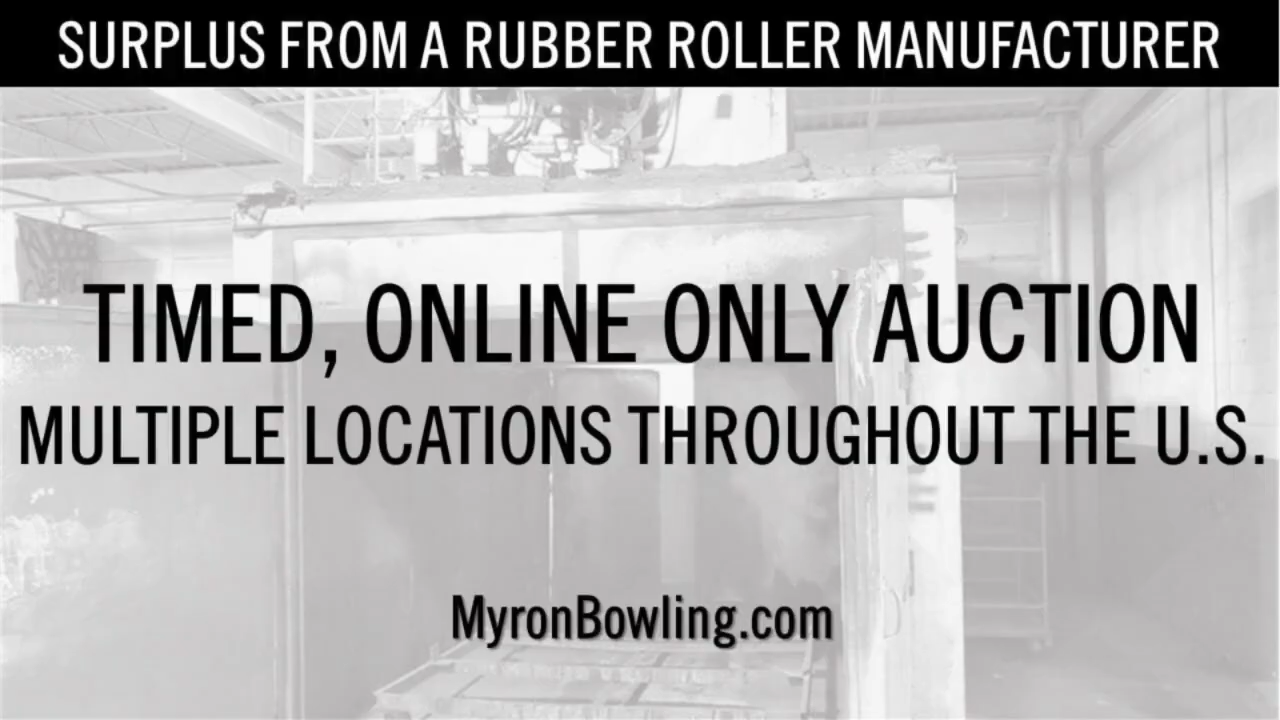 SURPLUS FROM A RUBBER ROLLER MANUFACTURER
TIMED, ONLINE ONLY AUCTION
MULTIPLE LOCATIONS THROUGHOUT THE U.S.
MyronBowling.com